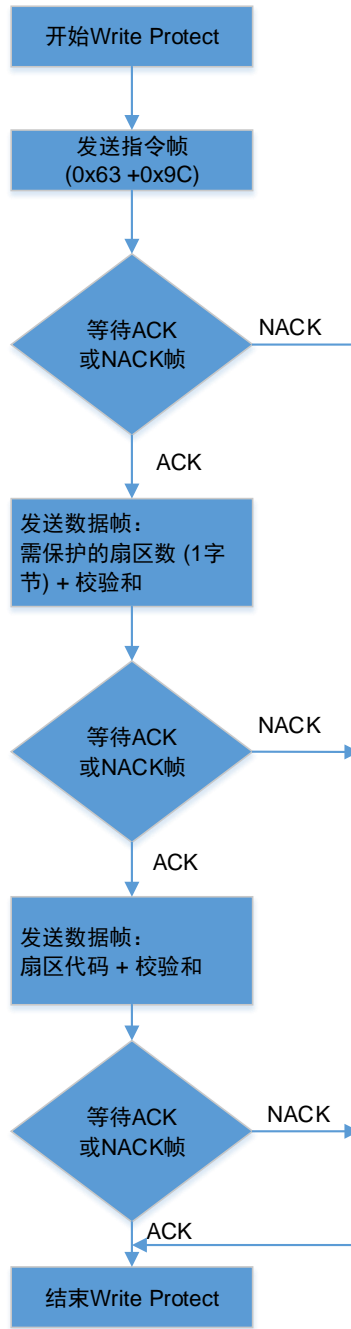 开始Write Protect
发送指令帧
(0x63 +0x9C)
等待ACK
或NACK帧
NACK
ACK
发送数据帧：
需保护的扇区数 (1字
节) + 校验和
等待ACK
或NACK帧
NACK
ACK
发送数据帧：
扇区代码 + 校验和
等待ACK
或NACK帧
NACK
ACK
结束Write Protect